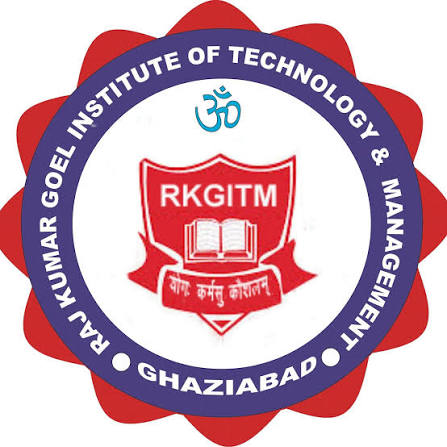 RAJ KUMAR GOEL INSTITUTE OF TECHNOLOGY & MANAGEMENT
ॐ
RKGITM
योगः कर्मसु कौशलम्
GHAZIABAD